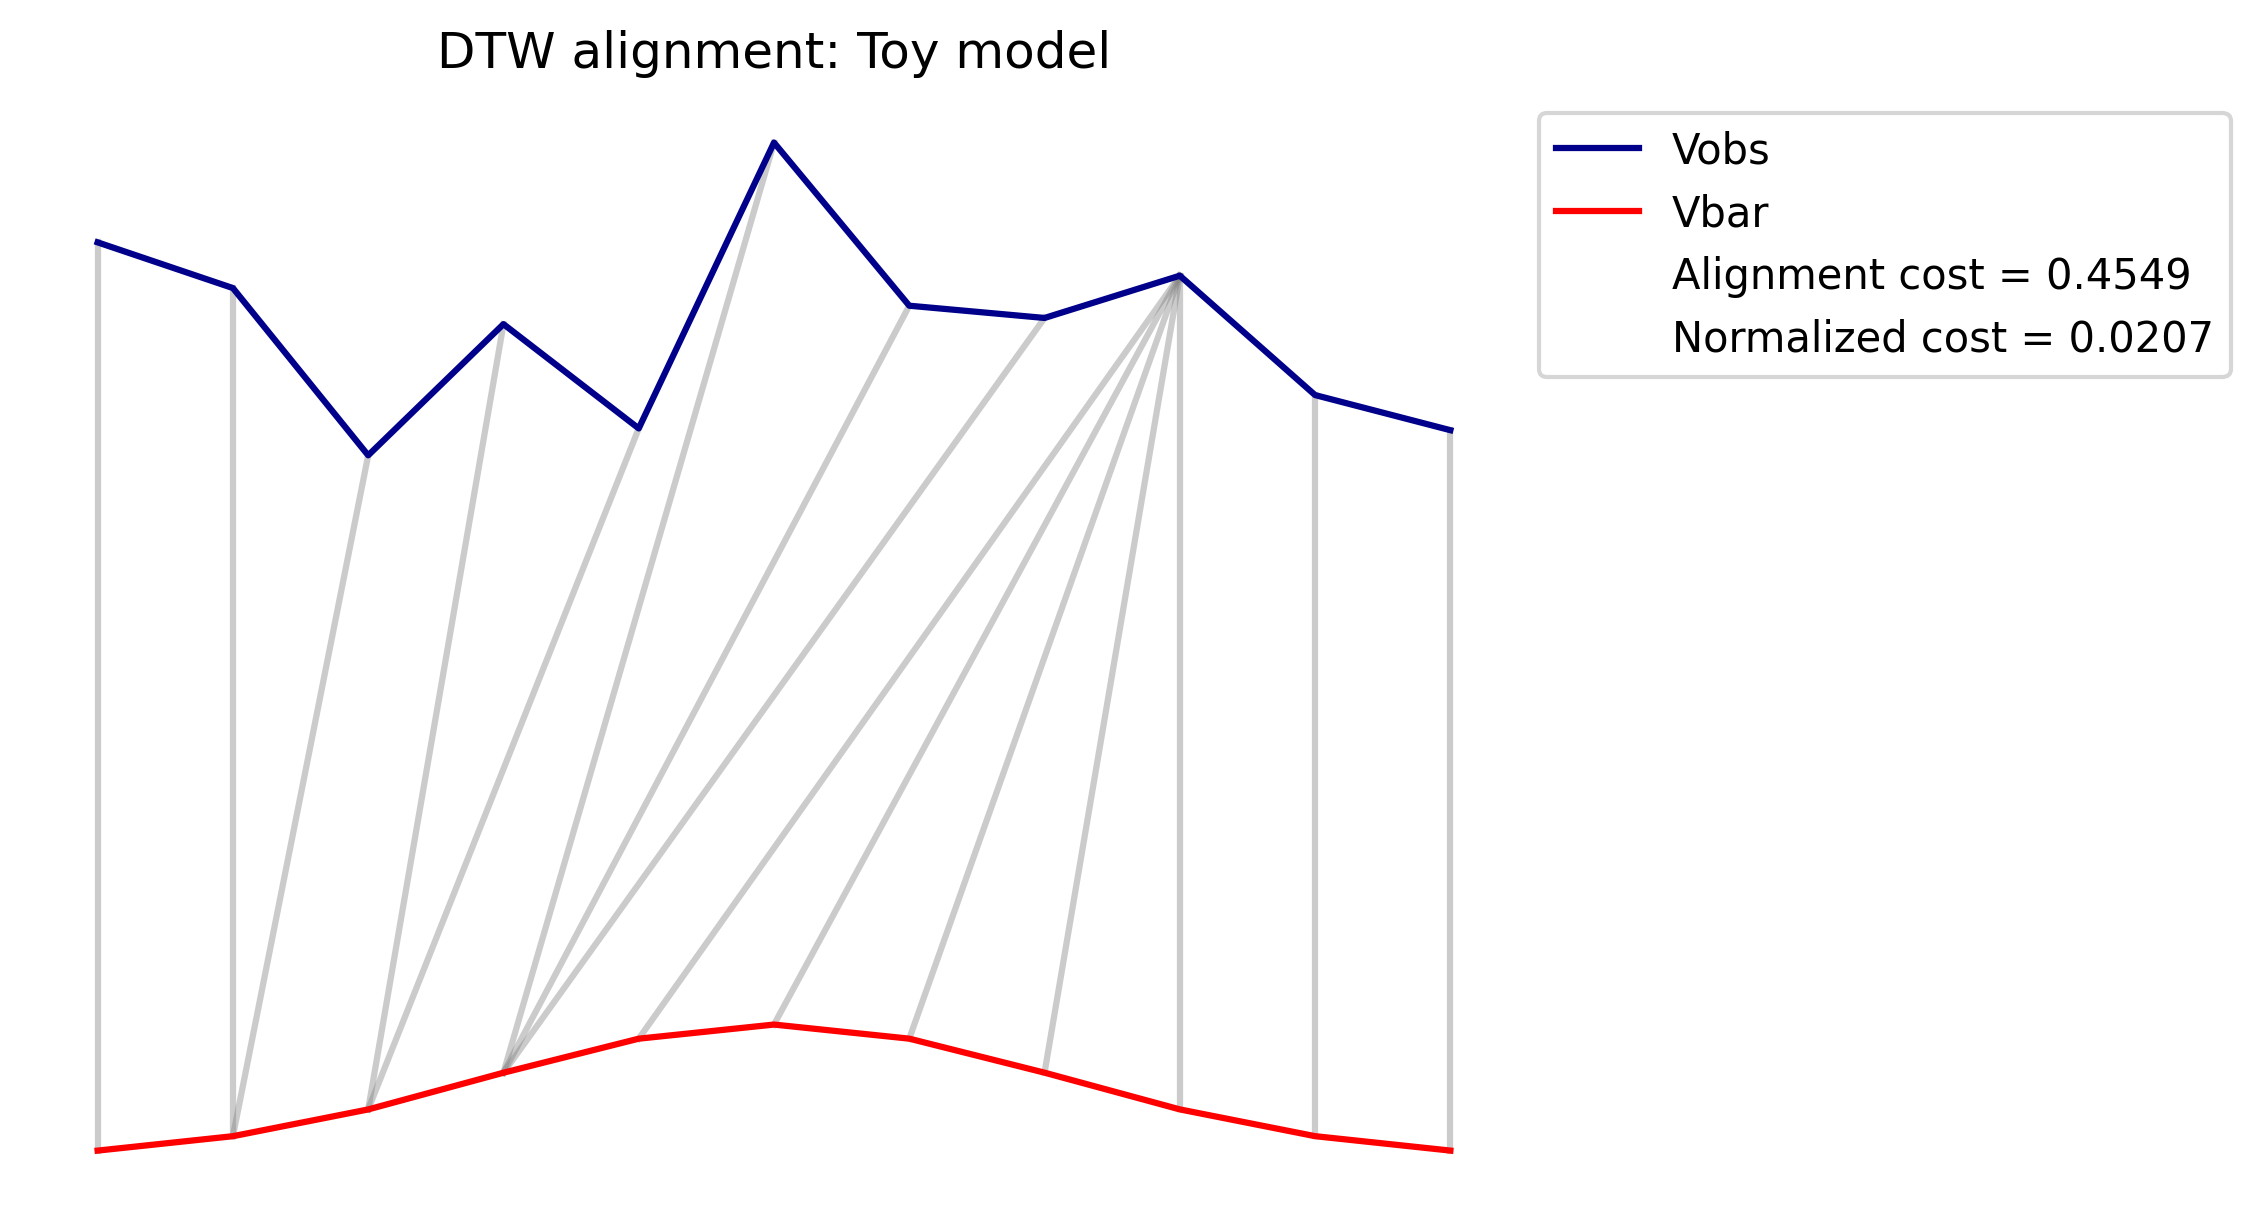 DTW alignment: Toy model
Vobs
Vbar
Alignment cost = 0.4549
Normalized cost = 0.0207